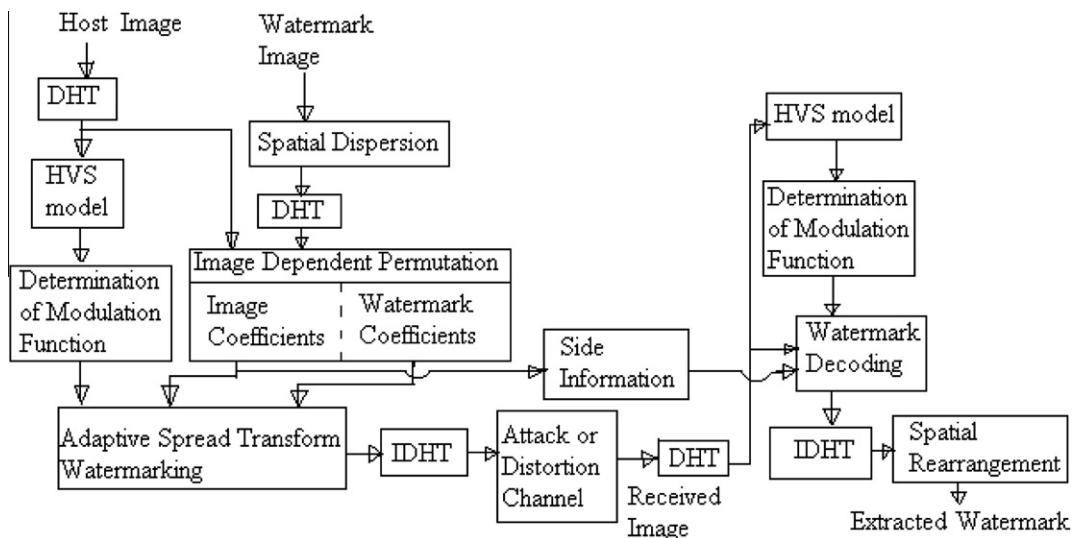 Host Image
Watermark
Image
DHT
HVS model
Spatial Dispersion
HVS
model
DHT
Determination
of Modulation
Function
Image Dependent Permutation
Determination
of Modulation
Function
Image
Coefficients
Watermark
Coefficients
Side
Information
Watermark
Decoding
Adaptive Spread Transform
Watermarking
IDHT
Attack or
Distortion
Channel
DHT
Received
Image
IDHT
Spatial
Rearrangement
Extracted Watermark